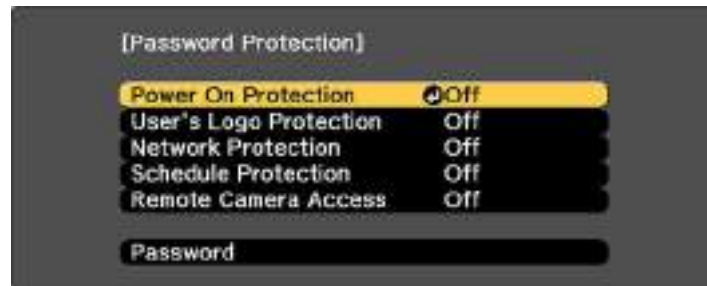 [Password Protection]
Power On Protection Off
User's Logo Protection Off
Network Protection Off
Schedule Protection Off
Remote Camera Access Off
Password